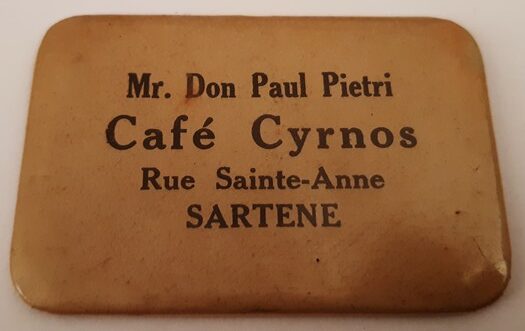 Mr. Don Paul Pietri
Café Cyrnos
Rue Sainte-Anne
SARTENE